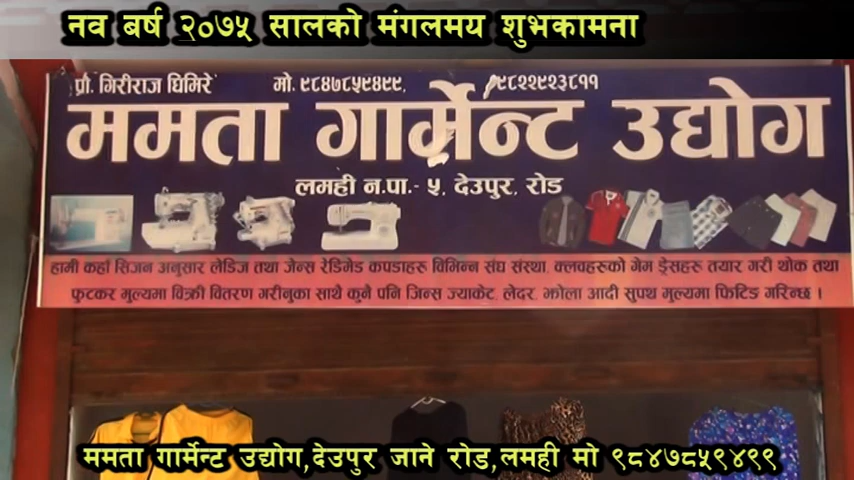 नव बर्ष २०७५ सालको मंगलमय शुभकामना
प्रो. गिरीराज घिमिरे मो. ९८४७८५९४९९, ९८२२९२३८११
ममता गार्मेन्ट उद्योग
लमही न.पा.- ५, देउपुर, रोड
हामी कहाँ सिजन अनुसार लेडिज तथा जेन्स रेडिमेड कपडाहरु विभिन्न संघ संस्था, क्लवहरुको गेम ड्रेसहरु तयार गरी थोक तथा
फुटकर मुल्यमा विक्री वितरण गरीनुका साथै कुनै पनि जिन्स ज्याकेट, लेदर, झोला आदी सुपथ मुल्यमा फिटिङ गरिन्छ ।
ममता गार्मेन्ट उद्योग,देउपुर जाने रोड,लमही मो ९८४७८५९४९९